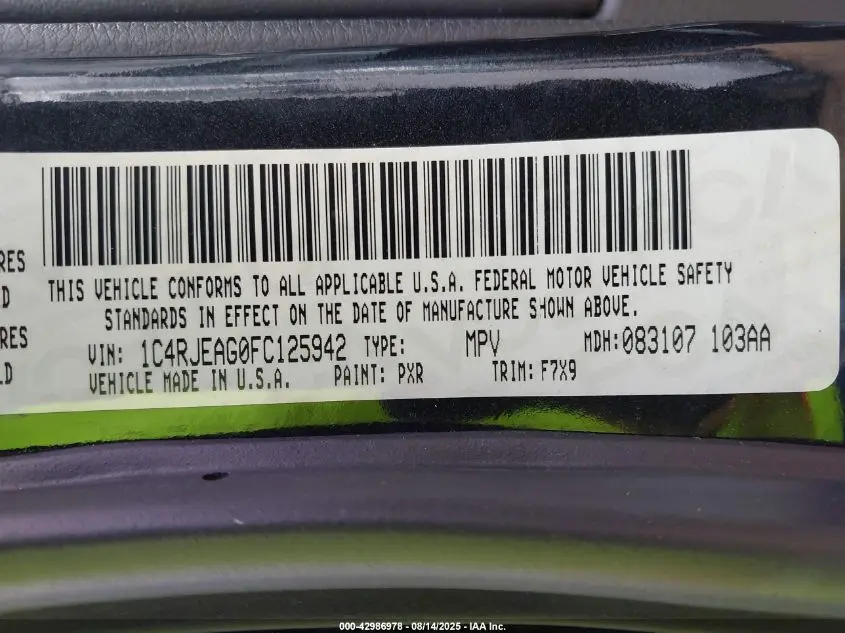 RES
D
THIS VEHICLE CONFORMS TO ALL APPLICABLE U.S.A. FEDERAL MOTOR VEHICLE SAFETY
STANDARDS IN EFFECT ON THE DATE OF MANUFACTURE SHOWN ABOVE.
RES
VIN: 1C4RJEAG0FC125942 TYPE: MPV MDH:083107 103AA
LD
VEHICLE MADE IN U.S.A. PAINT: PXR TRIM: F7X9
000-42986978 - 08/14/2025 - IAA Inc.